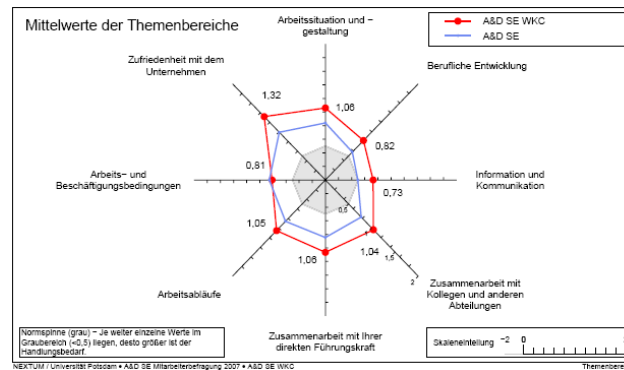 Mittelwerte der Themenbereiche
Arbeitssituation und −
gestaltung
A&D SE WKC
A&D SE
Zufriedenheit mit dem
Unternehmen
Berufliche Entwicklung
1,32
1,06
0,82
Arbeits− und
Beschäftigungsbedingungen
0,81
Information und
Kommunikation
0,73
0,5
1,05
1,06
1,04
1,5
2
Arbeitsabläufe
Zusammenarbeit mit
Kollegen und anderen
Abteilungen
Zusammenarbeit mit Ihrer
direkten Führungskraft
Normspinne (grau) − Je weiter einzelne Werte im
Graubereich (<0,5) liegen, desto größer ist der
Handlungsbedarf.
Skaleneinteilung −2 0
NEXTUM / Universität Potsdam • A&D SE Mitarbeiterbefragung 2007 • A&D SE WKC